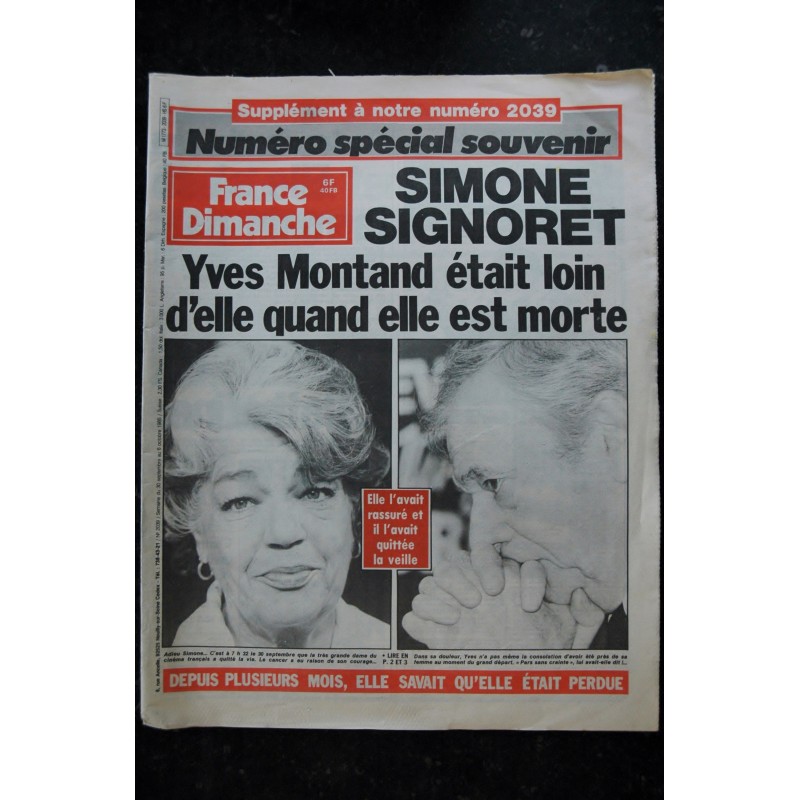 Supplément à notre numéro 2039
Numéro spécial souvenir
France
Dimanche
6F
40 FB
SIMONE
SIGNORET
Yves Montand était loin
d'elle quand elle est morte
Elle l'avait
rassuré et
il l'avait
quittée
la veille
Adieu Simone... C'est à 7 h 32 le 30 septembre que la très grande dame du
cinéma français a quitté la vie. Le cancer a eu raison de son courage...
• LIRE EN
P. 2 ET 3
Dans sa douleur, Yves n'a pas même la consolation d'avoir été près de sa
femme au moment du grand départ. « Pars sans crainte », lui avait-elle dit !...
DEPUIS PLUSIEURS MOIS, ELLE SAVAIT QU'ELLE ÉTAIT PERDUE